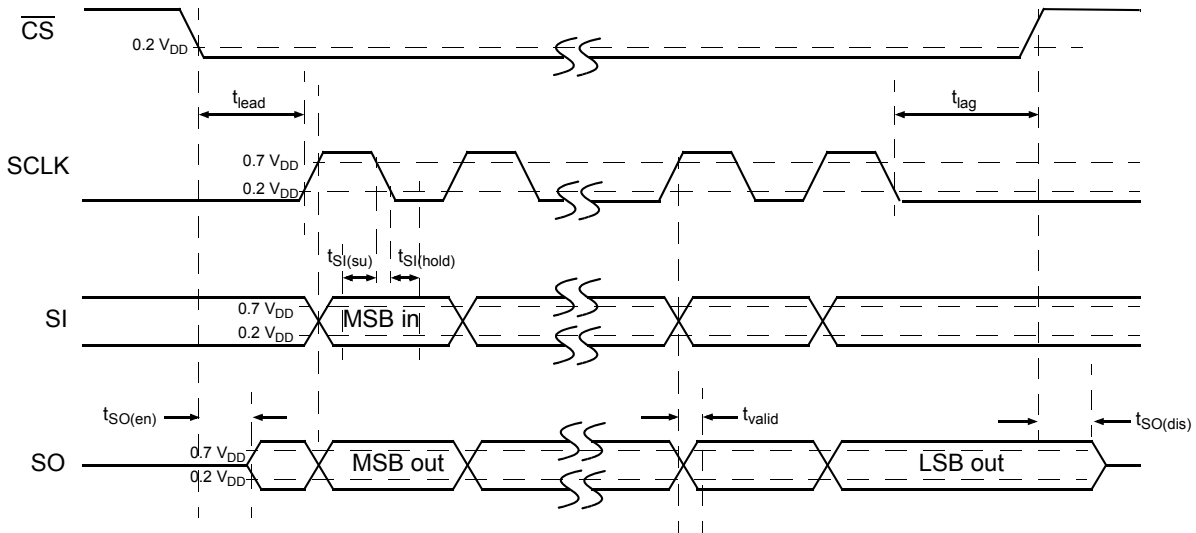 CS
0.2 VDD
tlead
tlag
SCLK
0.7 VDD
0.2 VDD
tSI(su)
tSI(hold)
SI
0.7 VDD
0.2 VDD
MSB in
tSO(en)
tvalid
tSO(dis)
SO
0.7 VDD
0.2 VDD
MSB out
LSB out